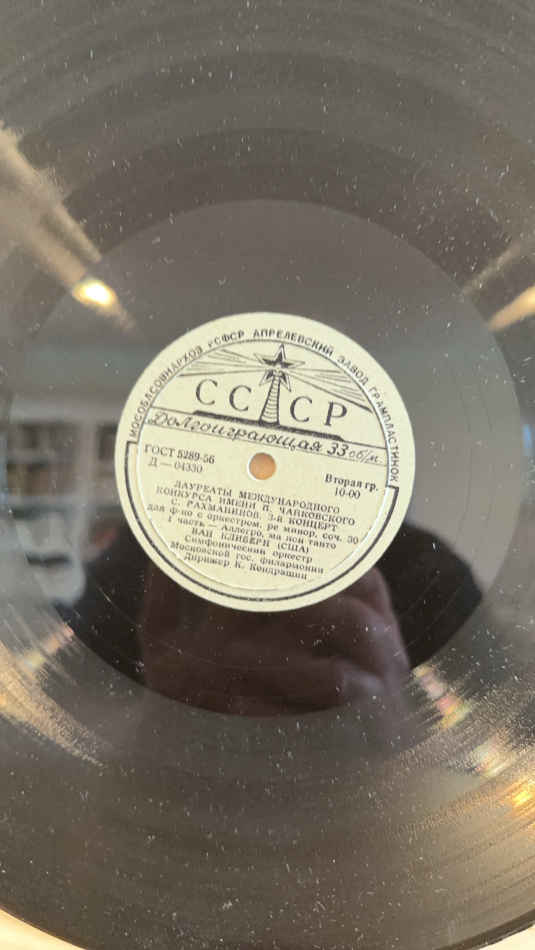 МОСОБЛСОВНАРХОЗ РСФСР АПРЕЛЕВСКИЙ ЗАВОД ГРАМПЛАСТИНОК
СССР
Долгоиграющая 33 об/м.
ГОСТ 5289-56
Д — 04330
Вторая гр.
10-00
ЛАУРЕАТЫ МЕЖДУНАРОДНОГО
КОНКУРСА ИМЕНИ П. ЧАЙКОВСКОГО
С. РАХМАНИНОВ. 3-й КОНЦЕРТ
для ф-но с оркестром, ре минор, соч. 30
1 часть — Аллегро, ма нон танто
ВАН КЛИБЕРН (США)
Симфонический оркестр
Московской гос. филармонии
Дирижер К. Кондрашин